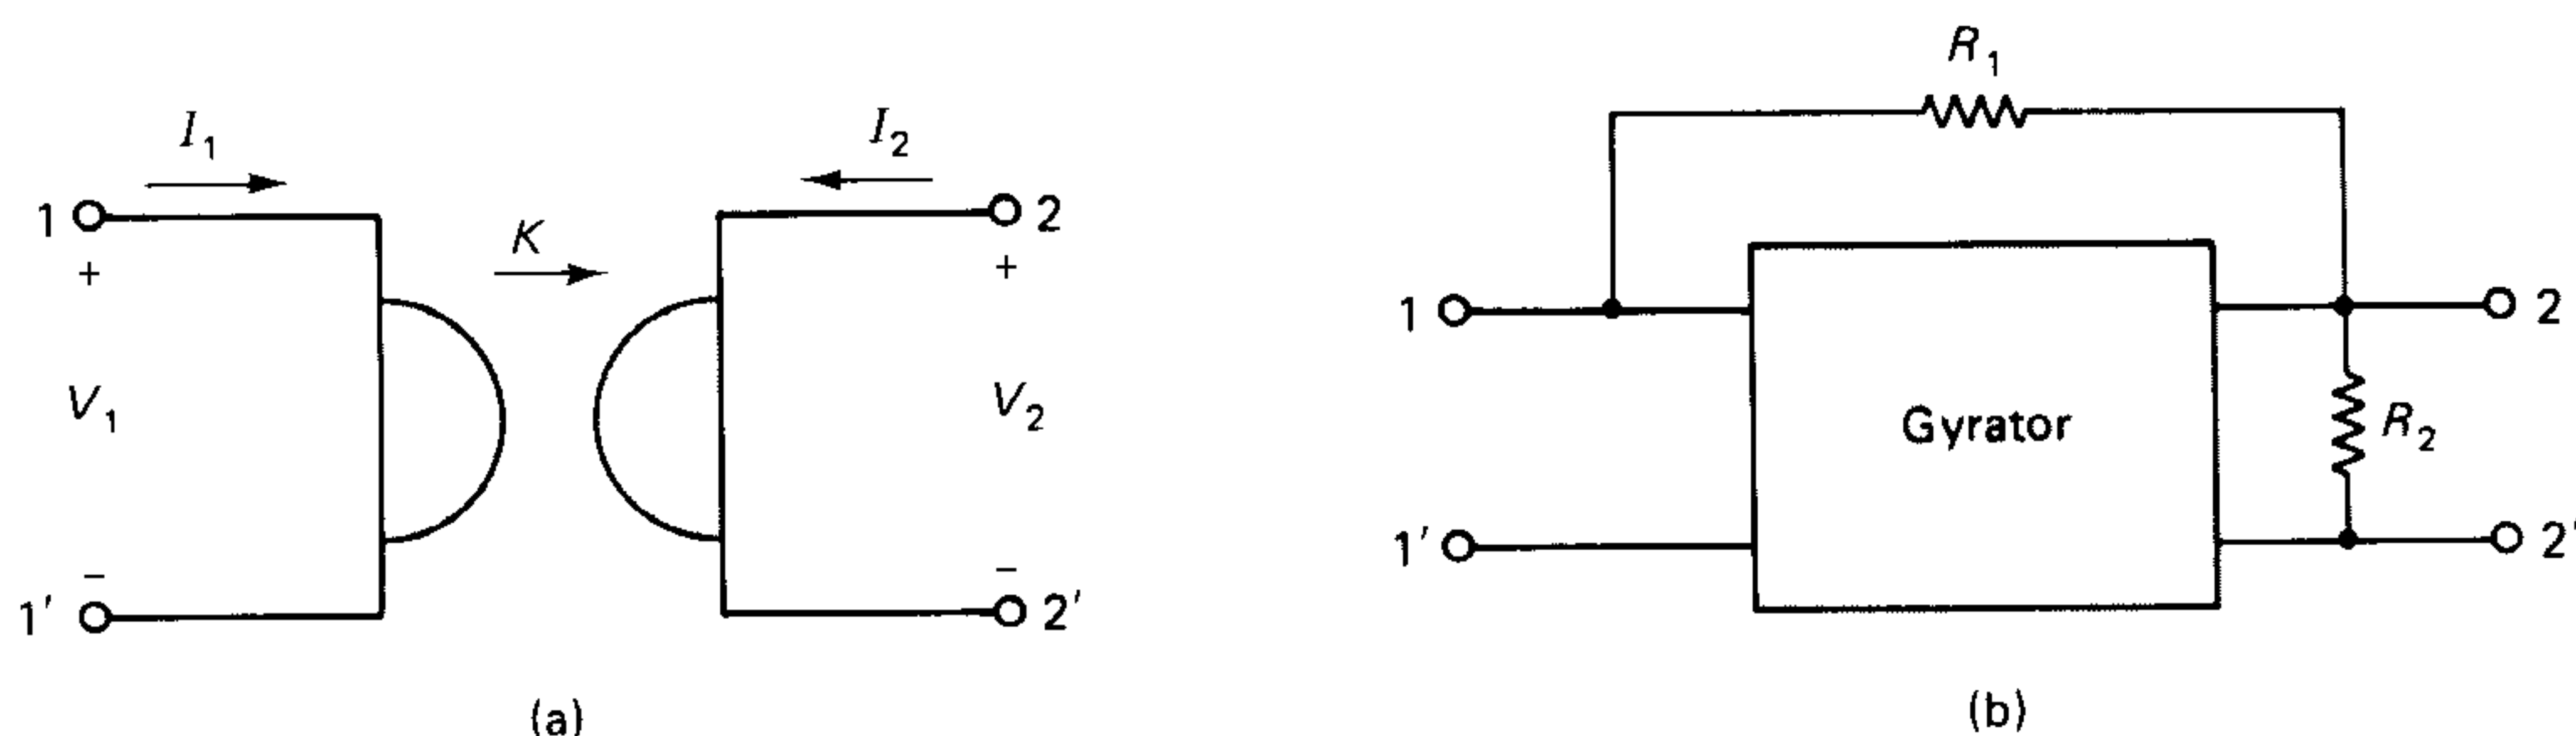 I1
I2
1
K
2
+
+
V1
V2
−
−
1′
2′
(a)
R1
1
2
Gyrator
R2
1′
2′
(b)